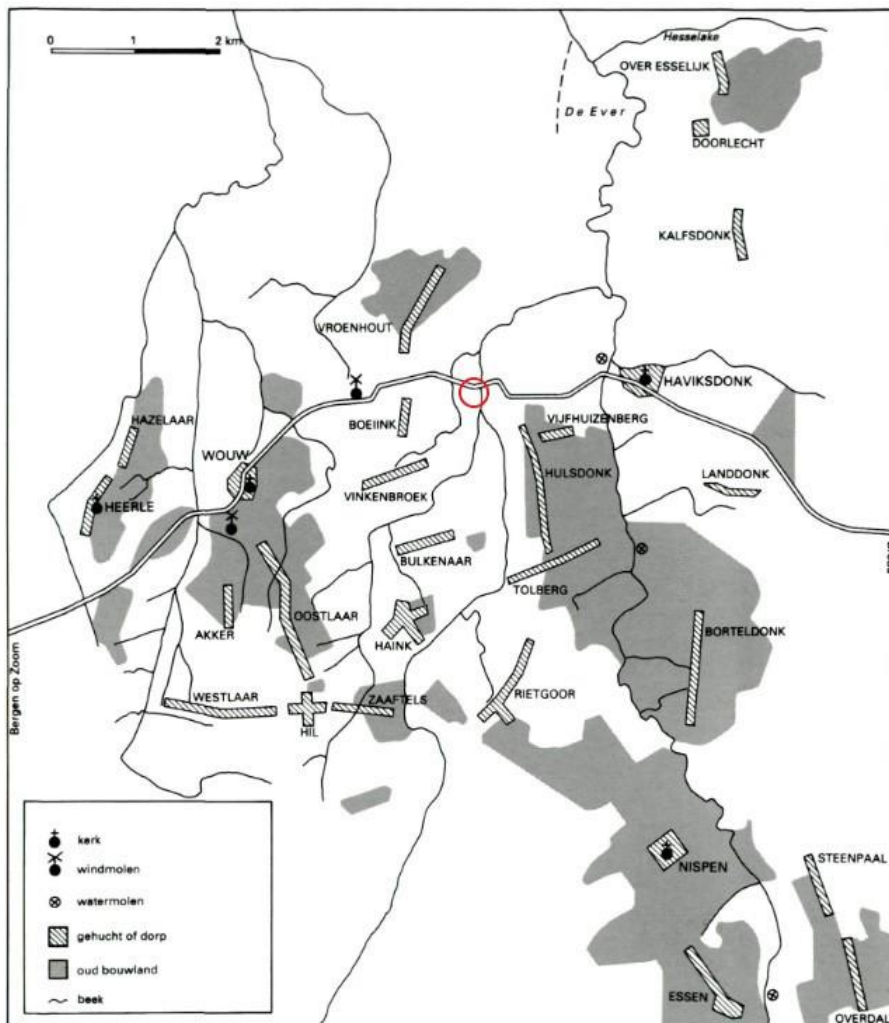 0 1 2 km
Hesselake
OVER ESSELIJK
De Ever
DOORLECHT
KALFSDONK
VROENHOUT
HAVIKSDONK
HAZELAAR
BOEIINK
VIJFHUIZENBERG
WOUW
HULSDONK
LANDDONK
VINKENBROEK
HEERLE
BULKENAAR
TOLBERG
OOSTLAAR
AKKER
HAINK
BORTELDONK
WESTLAAR
ZAAFTELS
RIETGOOR
HIL
Bergen op Zoom
kerk
windmolen
watermolen
gehucht of dorp
oud bouwland
beek
NISPEN
STEENPAAL
ESSEN
OVERDAL